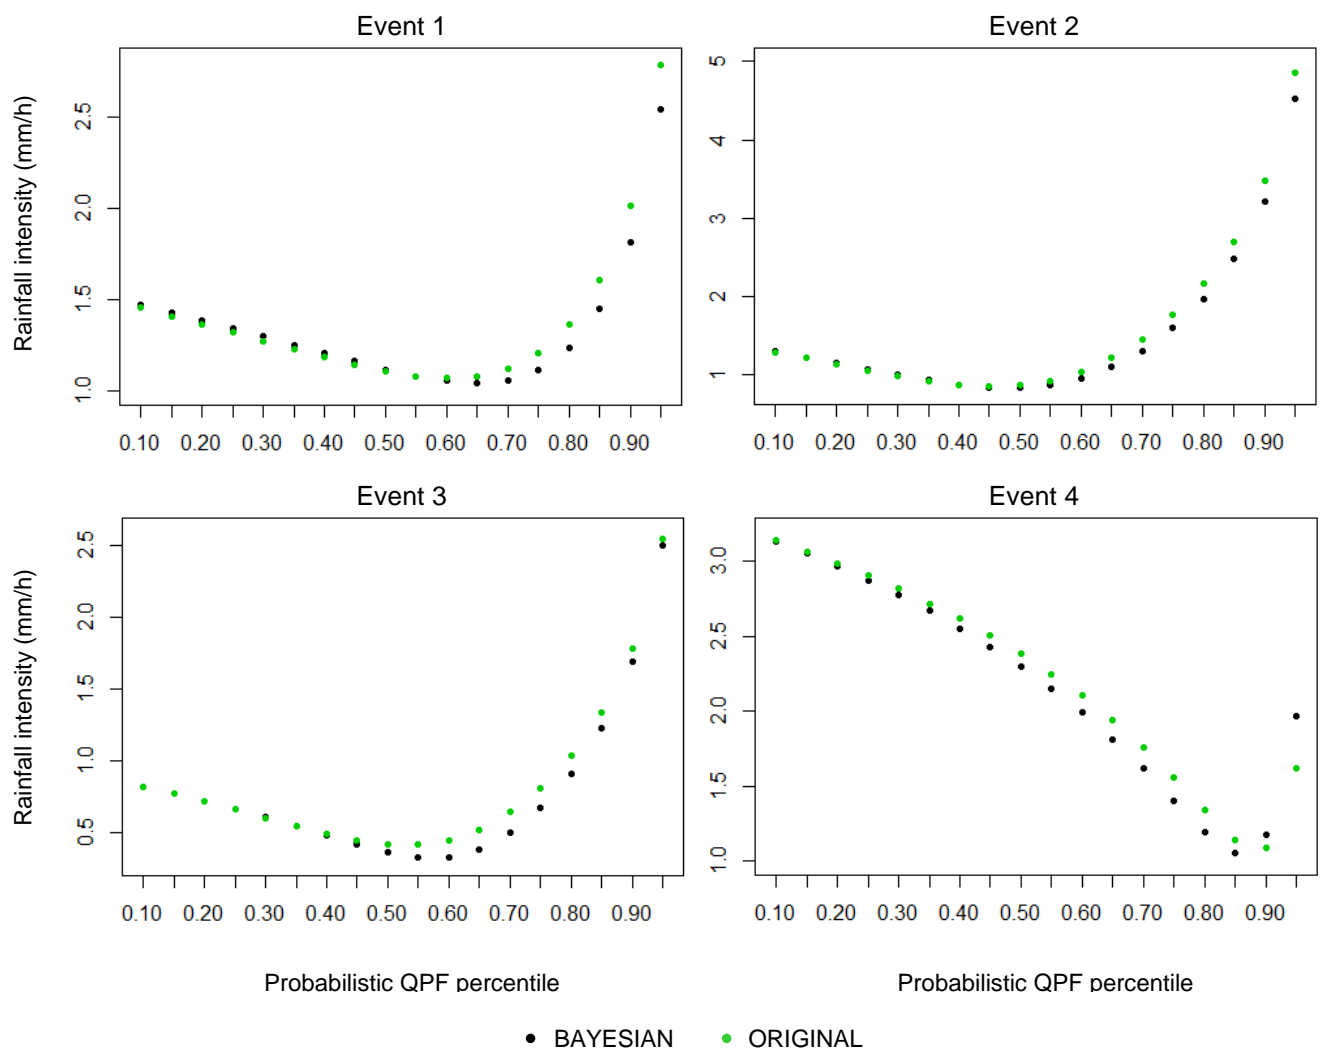 Event 1
Event 2
Rainfall intensity (mm/h)
2.5
2.0
1.5
1.0
0.10 0.20 0.30 0.40 0.50 0.60 0.70 0.80 0.90
5
4
3
2
1
0.10 0.20 0.30 0.40 0.50 0.60 0.70 0.80 0.90
Event 3
Event 4
Rainfall intensity (mm/h)
2.5
2.0
1.5
1.0
0.5
0.10 0.20 0.30 0.40 0.50 0.60 0.70 0.80 0.90
3.0
2.5
2.0
1.5
1.0
0.10 0.20 0.30 0.40 0.50 0.60 0.70 0.80 0.90
Probabilistic QPF percentile
Probabilistic QPF percentile
BAYESIAN ORIGINAL